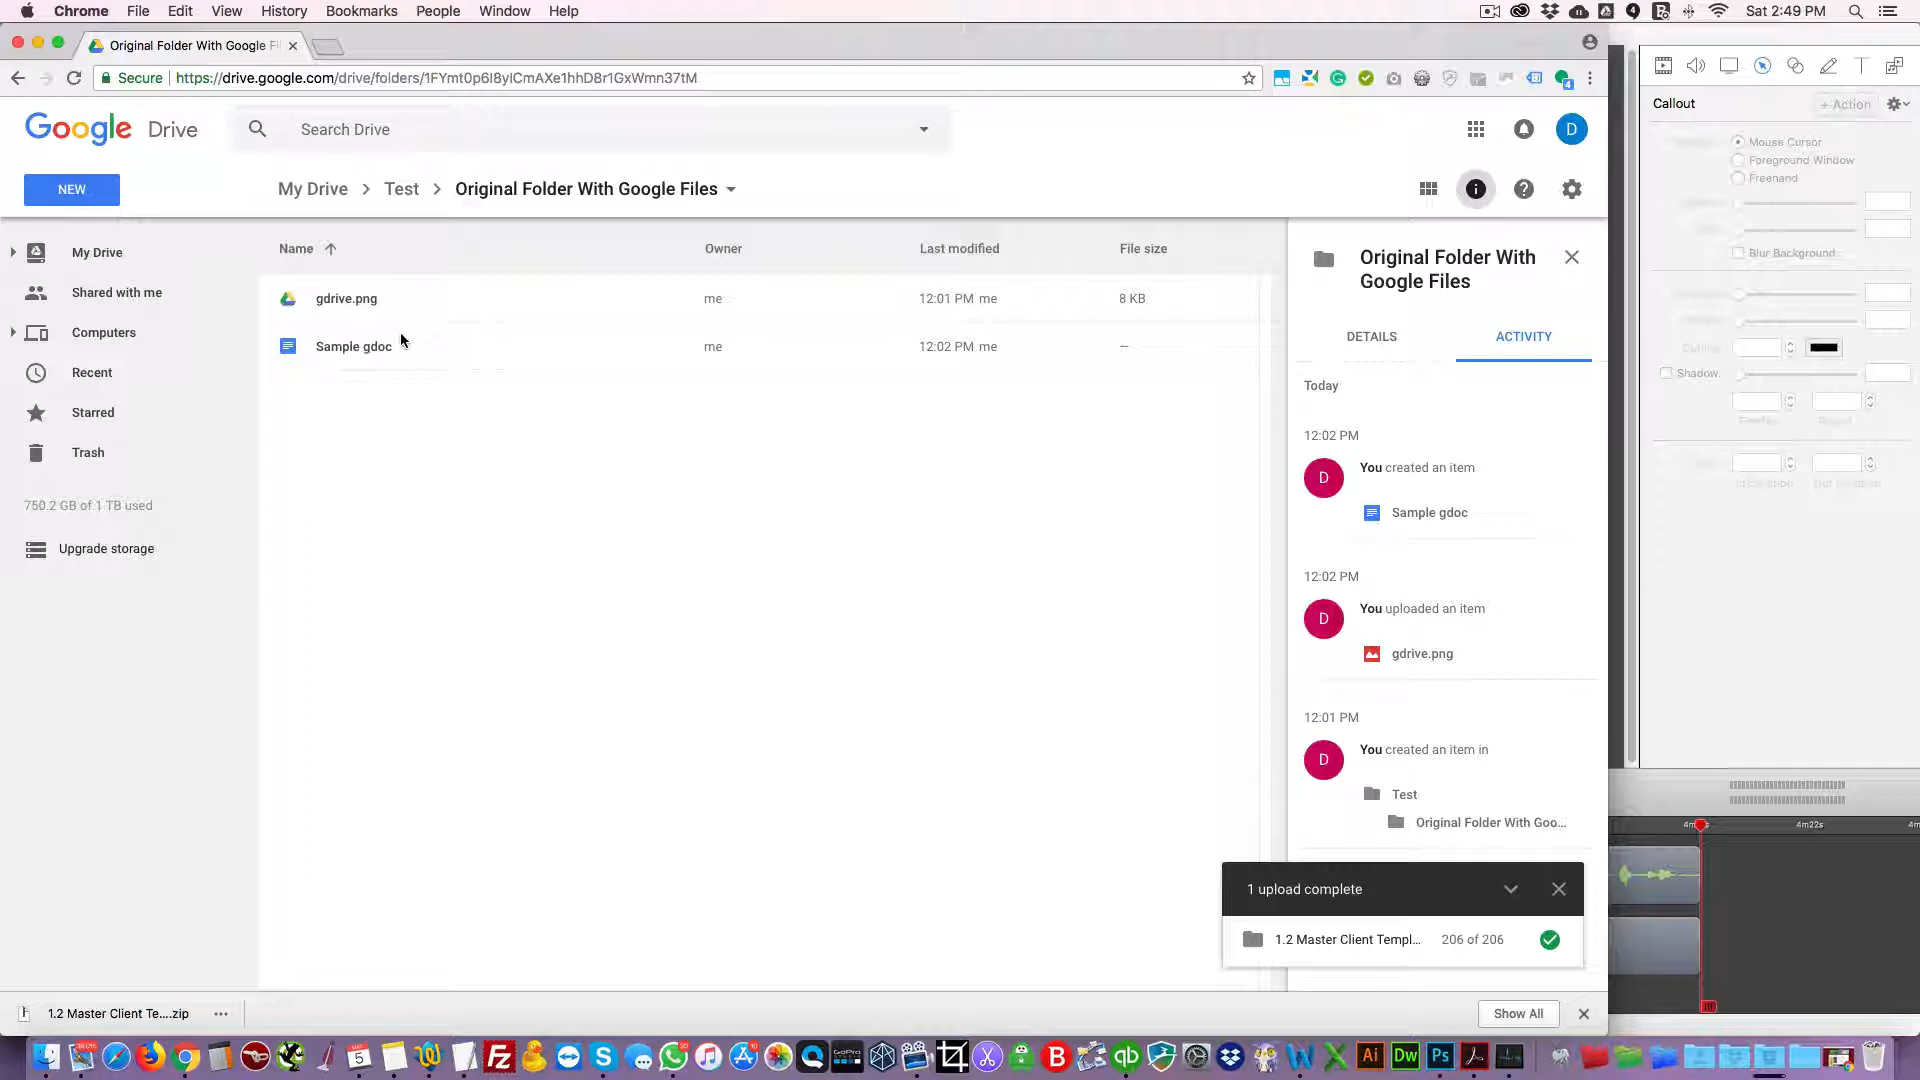 Chrome File Edit View History Bookmarks People Window Help
Sat 2:49 PM
Original Folder With Google Fi
Secure https://drive.google.com/drive/folders/1FYmt0p6I8yICmAXe1hhD8r1GxWmn37tM
Google Drive
Search Drive
D
NEW
My Drive > Test > Original Folder With Google Files
My Drive
Shared with me
Computers
Recent
Starred
Trash
750.2 GB of 1 TB used
Upgrade storage
Name Owner Last modified File size
gdrive.png me 12:01 PM me 8 KB
Sample gdoc me 12:02 PM me —
Original Folder With
Google Files
DETAILS ACTIVITY
Today
12:02 PM
D You created an item
Sample gdoc
12:02 PM
D You uploaded an item
gdrive.png
12:01 PM
D You created an item in
Test
Original Folder With Goo...
1 upload complete
1.2 Master Client Templ... 206 of 206
1.2 Master Client Te....zip
Show All
Callout
+ Action
Mouse Cursor
Foreground Window
Freehand
Blur Background
Shadow
4m22s